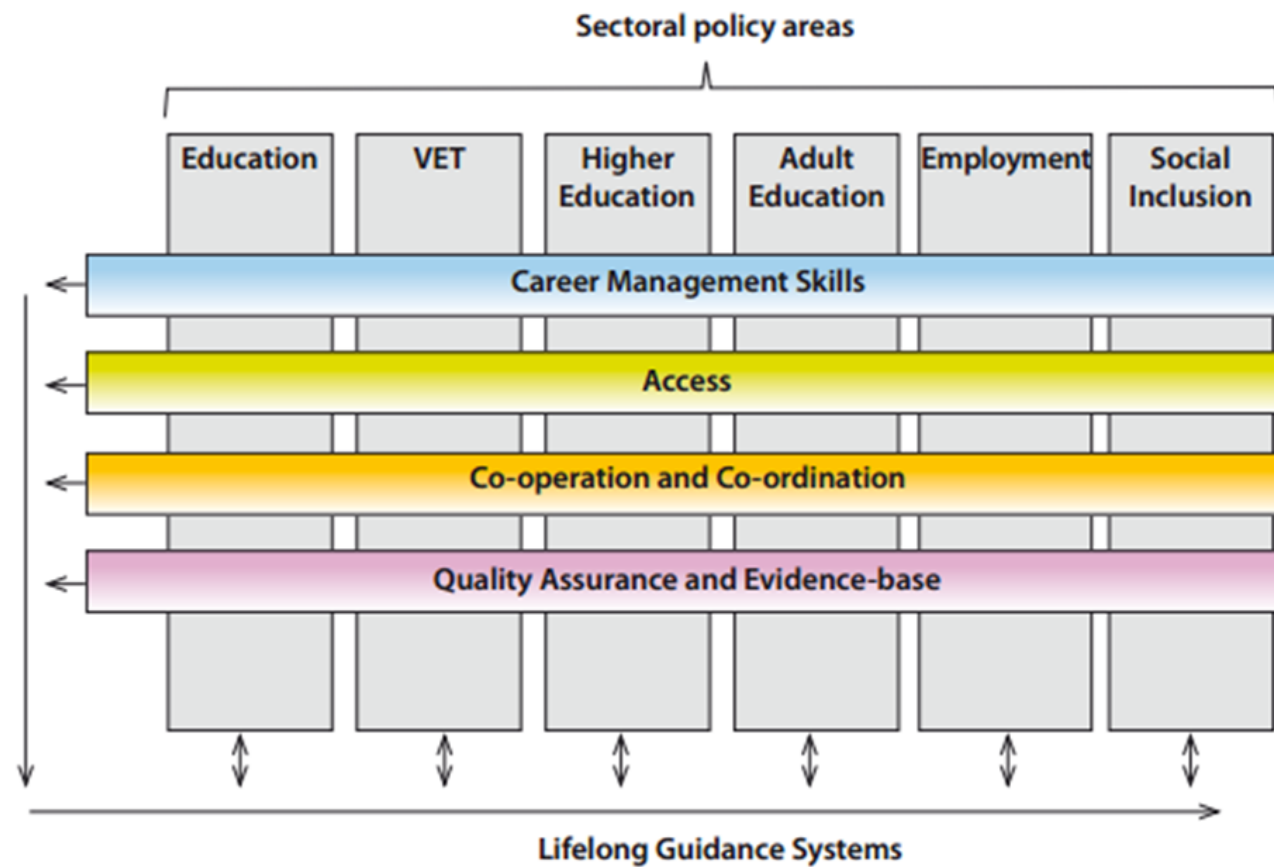 Sectoral policy areas
Education
VET
Higher
Education
Adult
Education
Employment
Social
Inclusion
Career Management Skills
Access
Co-operation and Co-ordination
Quality Assurance and Evidence-base
Lifelong Guidance Systems